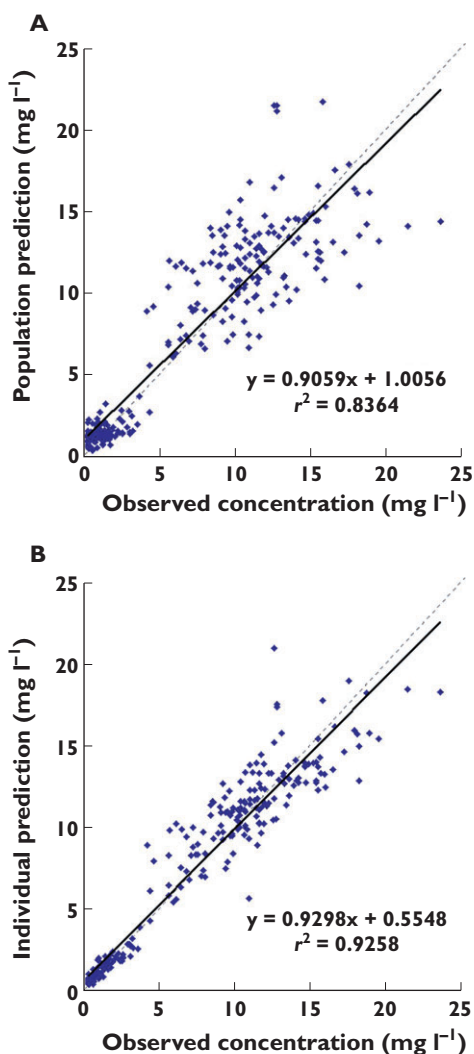 A
25
20
15
10
5
0
0 5 10 15 20 25
Population prediction (mg l⁻¹)
y = 0.9059x + 1.0056
r² = 0.8364
Observed concentration (mg l⁻¹)
B
25
20
15
10
5
0
0 5 10 15 20 25
Individual prediction (mg l⁻¹)
y = 0.9298x + 0.5548
r² = 0.9258
Observed concentration (mg l⁻¹)